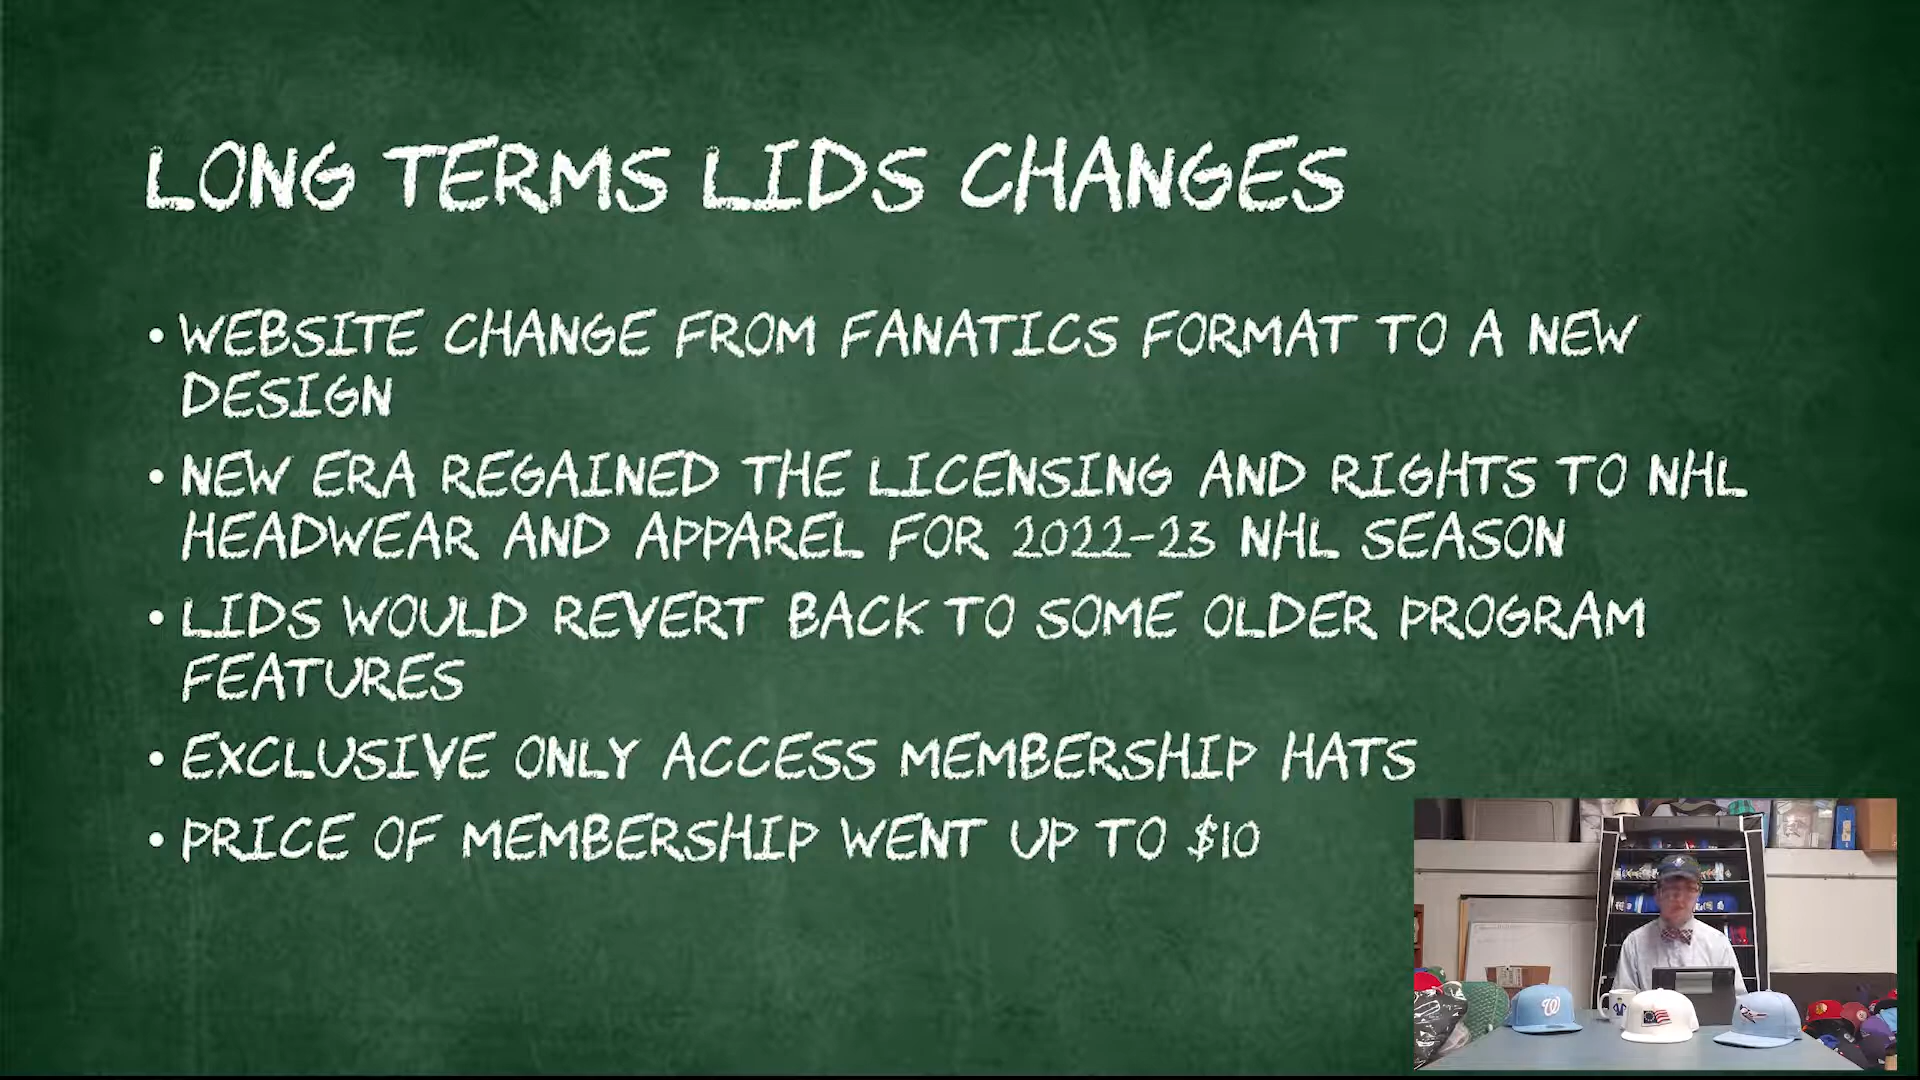 LONG TERMS LIDS CHANGES
• WEBSITE CHANGE FROM FANATICS FORMAT TO A NEW
DESIGN
• NEW ERA REGAINED THE LICENSING AND RIGHTS TO NHL
HEADWEAR AND APPAREL FOR 2022-23 NHL SEASON
• LIDS WOULD REVERT BACK TO SOME OLDER PROGRAM
FEATURES
• EXCLUSIVE ONLY ACCESS MEMBERSHIP HATS
• PRICE OF MEMBERSHIP WENT UP TO $10
W